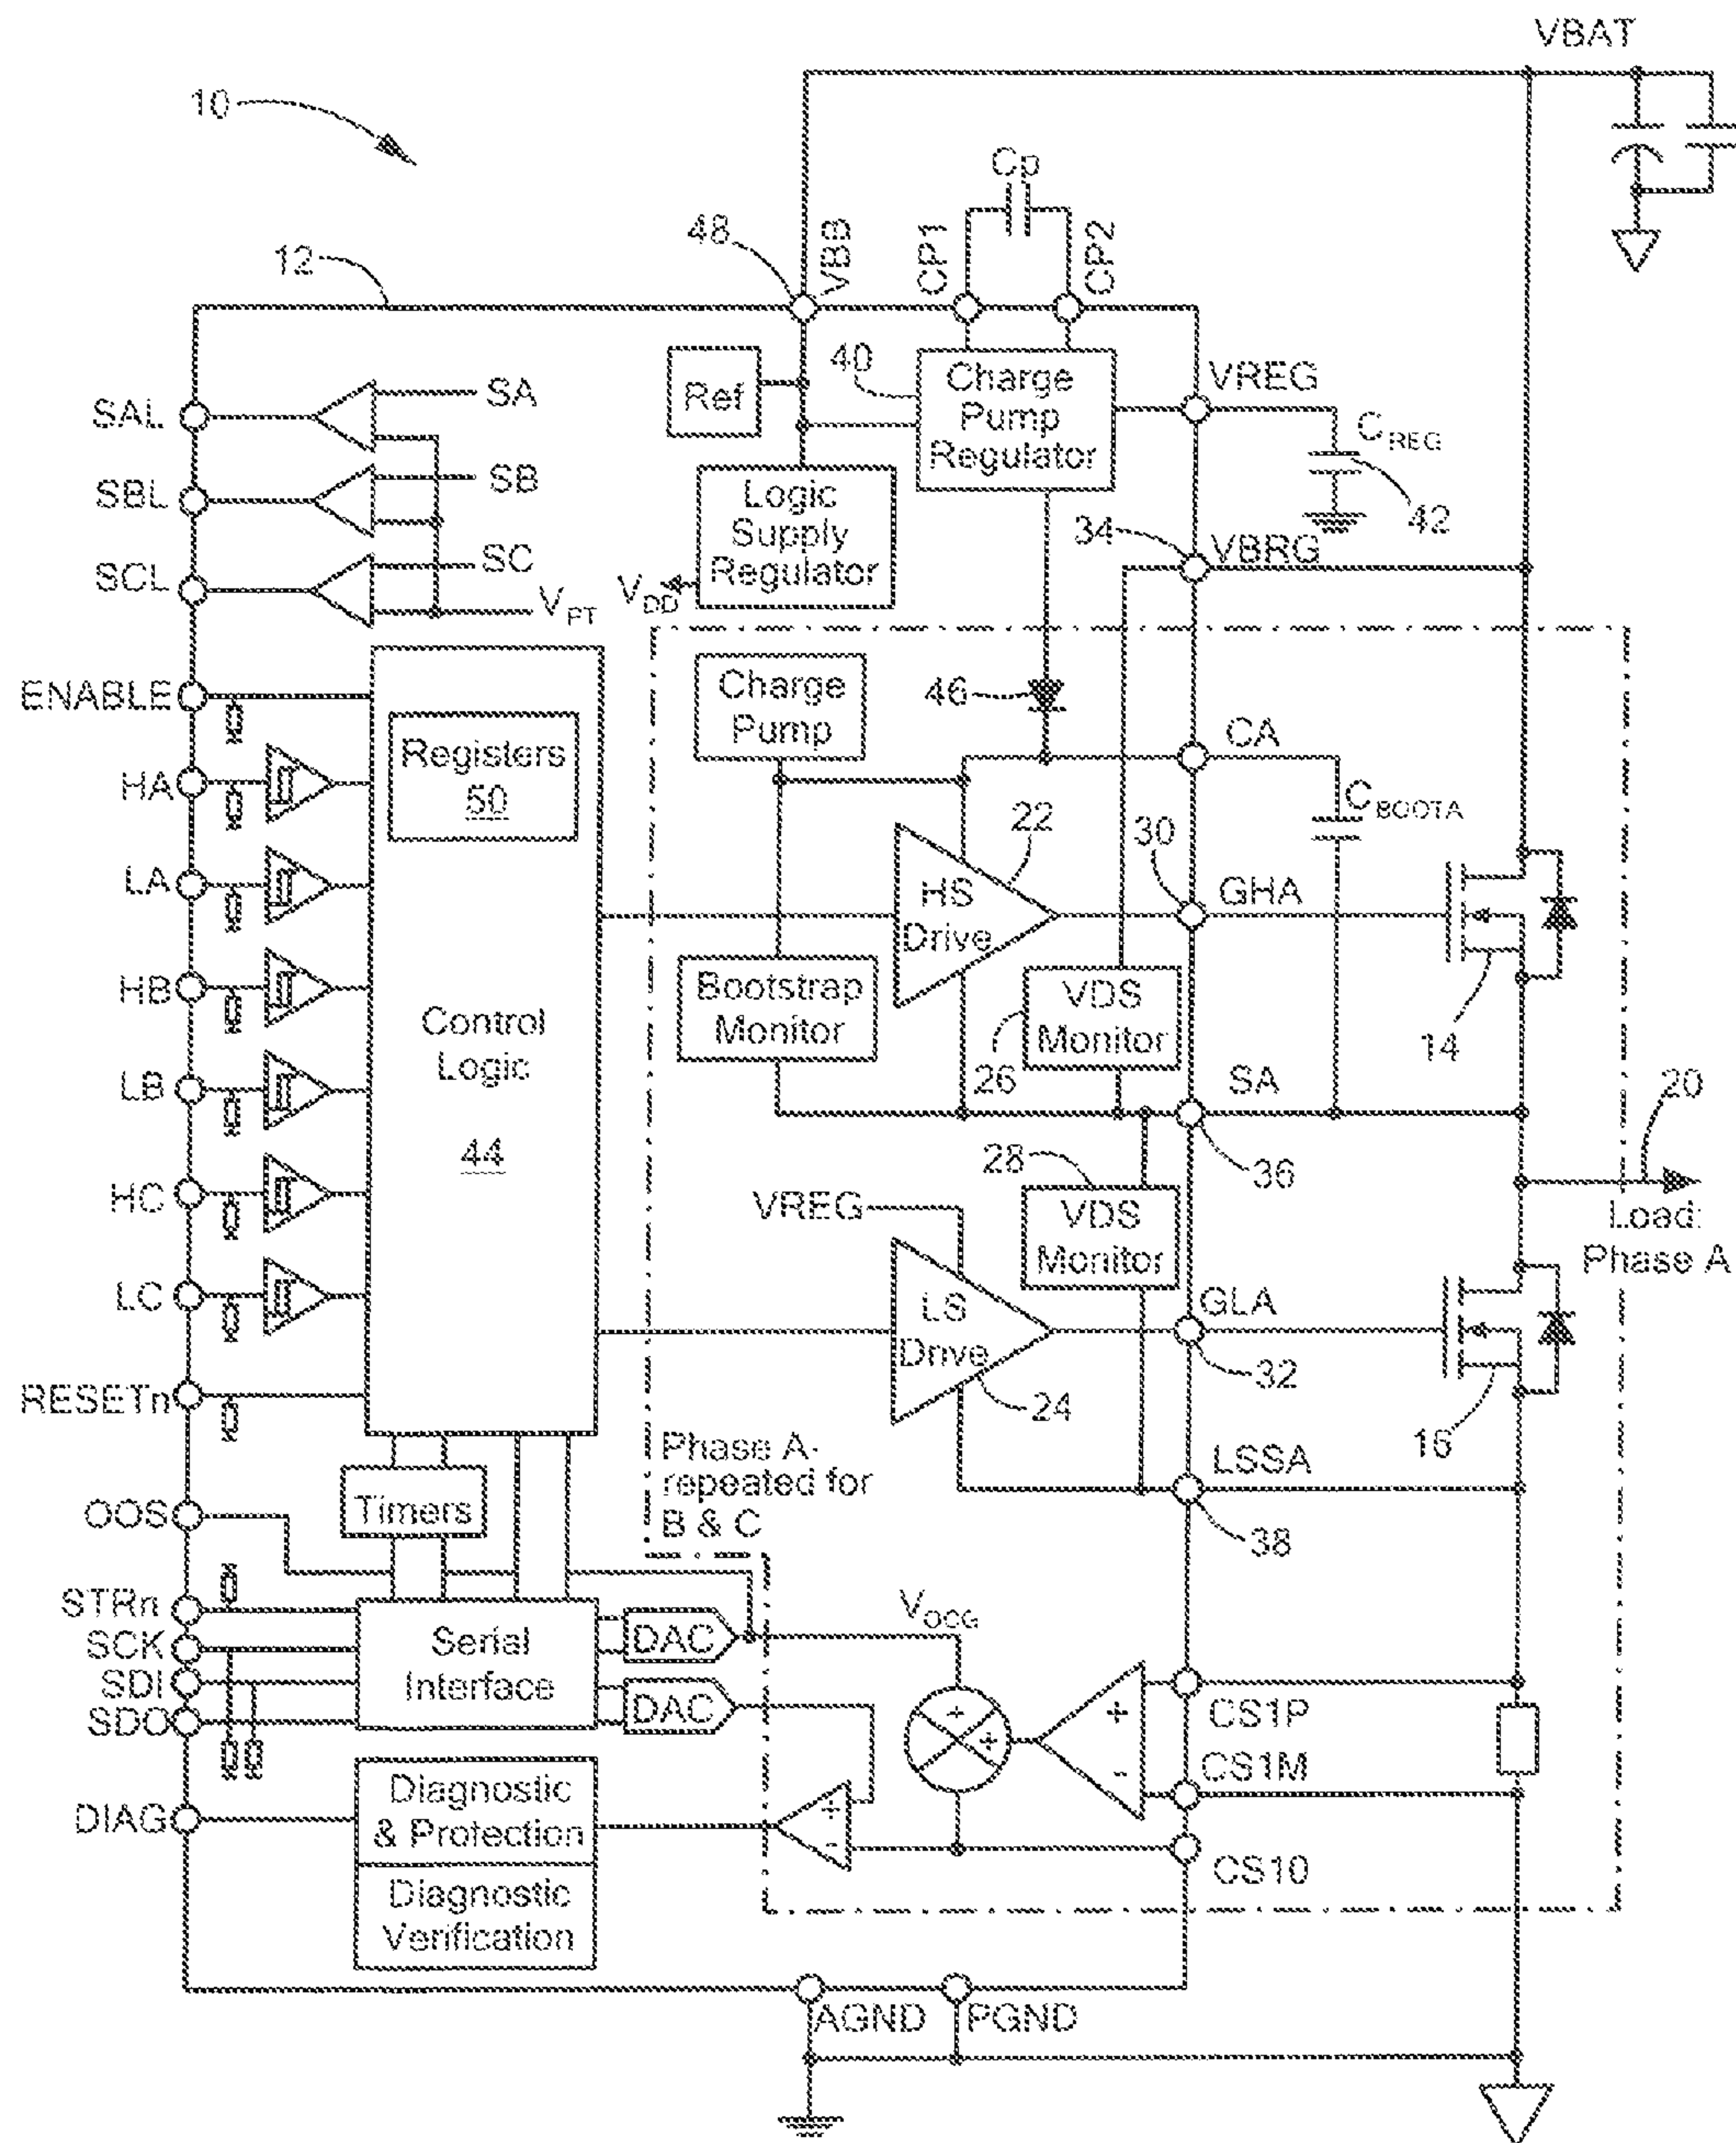 VBAT
10
Cp
48
VBB
CP1
CP2
12
40
Ref
Charge
Pump
Regulator
VREG
CREG
42
SAL
SA
SBL
SB
SCL
SC
VPT
Logic
Supply
Regulator
VDD
34
VBRG
ENABLE
Charge
Pump
46
CA
Registers
50
HA
CBOOTA
22
30
LA
HS
Drive
GHA
HB
Bootstrap
Monitor
VDS
Monitor
14
Control
Logic
26
LB
SA
20
44
28
36
HC
VREG
VDS
Monitor
Load:
Phase A
LC
LS
Drive
GLA
32
RESETn
24
16
Phase A-
repeated for
B & C
LSSA
38
OOS
Timers
STRn
SCK
SDI
SDO
Serial
Interface
DAC
DAC
VOCG
+
+
+
-
CS1P
CS1M
DIAG
Diagnostic
& Protection
Diagnostic
Verification
+
-
CS10
AGND
PGND